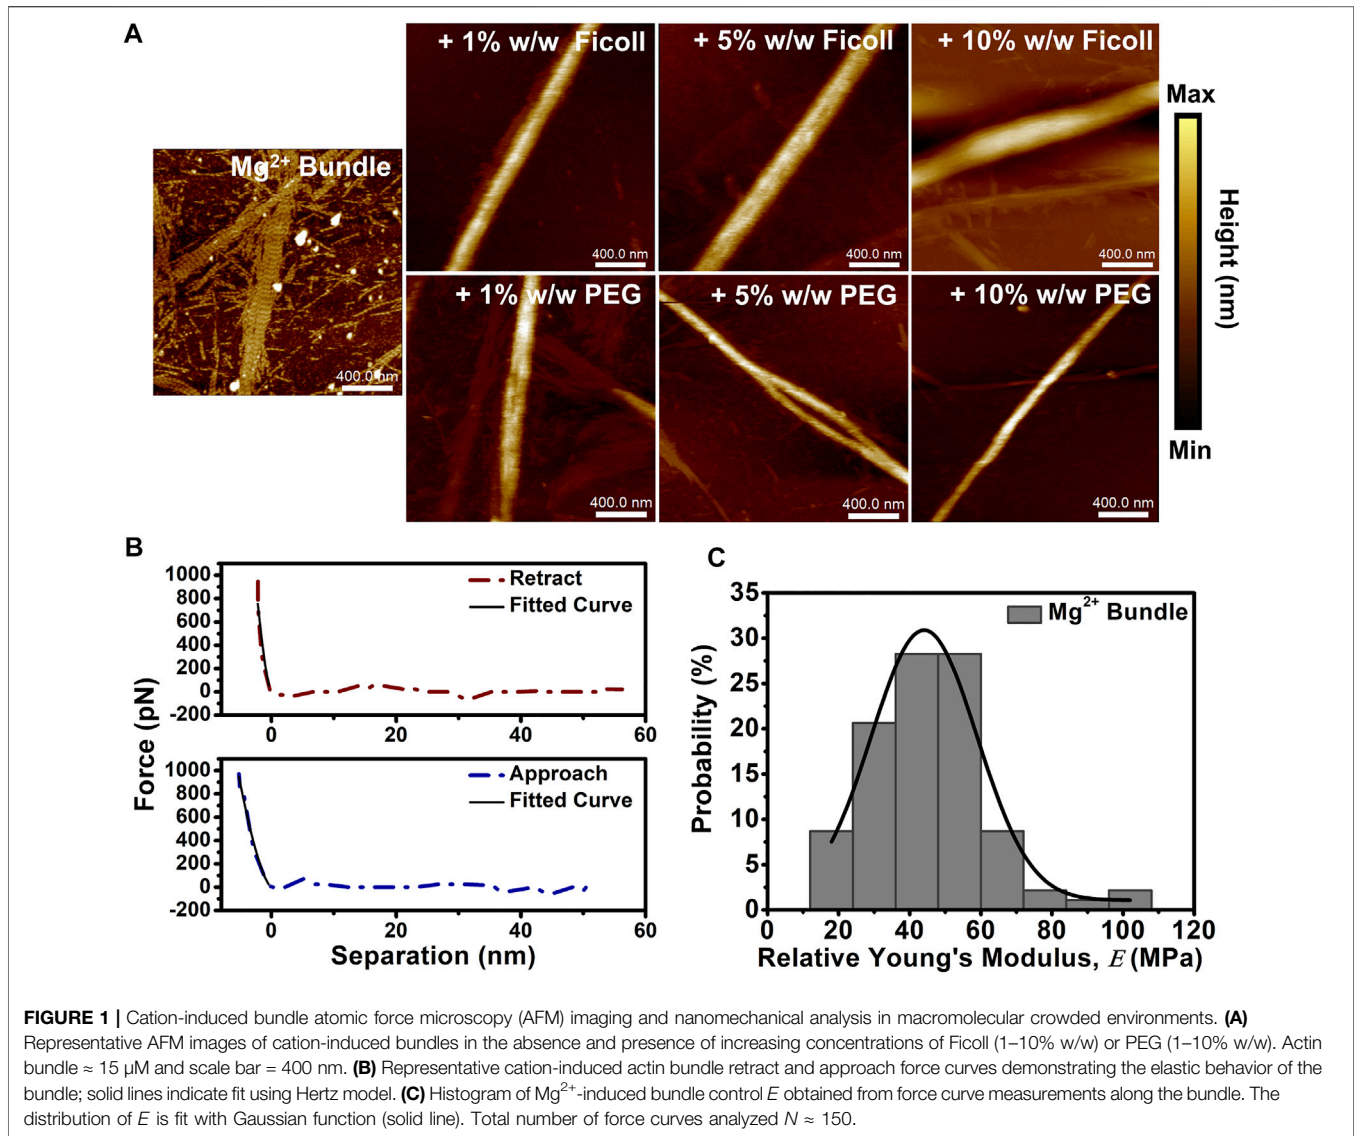 A
+ 1% w/w Ficoll
+ 5% w/w Ficoll
+ 10% w/w Ficoll
Max
Mg²⁺ Bundle
Height (nm)
400.0 nm
400.0 nm
400.0 nm
+ 1% w/w PEG
+ 5% w/w PEG
+ 10% w/w PEG
400.0 nm
Min
400.0 nm
400.0 nm
400.0 nm
B
1000
800
600
400
200
0
-200
Retract
Fitted Curve
0
20
40
60
Force (pN)
1000
800
600
400
200
0
-200
Approach
Fitted Curve
0
20
40
60
Separation (nm)
C
35
30
25
20
15
10
5
0
Probability (%)
Mg²⁺ Bundle
0
20
40
60
80
100
120
Relative Young's Modulus, E (MPa)
FIGURE 1 | Cation-induced bundle atomic force microscopy (AFM) imaging and nanomechanical analysis in macromolecular crowded environments. (A)
Representative AFM images of cation-induced bundles in the absence and presence of increasing concentrations of Ficoll (1–10% w/w) or PEG (1–10% w/w). Actin
bundle ≈ 15 μM and scale bar = 400 nm. (B) Representative cation-induced actin bundle retract and approach force curves demonstrating the elastic behavior of the
bundle; solid lines indicate fit using Hertz model. (C) Histogram of Mg²⁺-induced bundle control E obtained from force curve measurements along the bundle. The
distribution of E is fit with Gaussian function (solid line). Total number of force curves analyzed N ≈ 150.